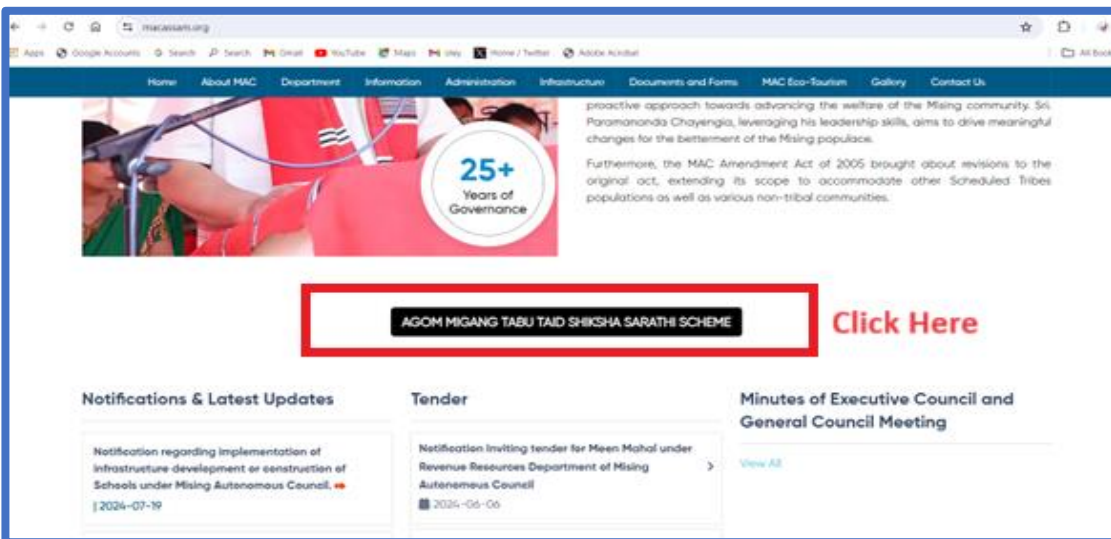 macassam.org
Apps Google Accounts Search Search Gmail YouTube Maps Home / Twitter Adobe Acrobat All Book
Home About MAC Department Information Administration Infrastructure Documents and Forms MAC Eco-Tourism Gallery Contact Us
proactive approach towards advancing the welfare of the Mising community. Sri.
Paramananda Chayengia, leveraging his leadership skills, aims to drive meaningful
changes for the betterment of the Mising populace.
25+
Years of
Governance
Furthermore, the MAC Amendment Act of 2005 brought about revisions to the
original act, extending its scope to accommodate other Scheduled Tribes
populations as well as various non-tribal communities.
AGOM MIGANG TABU TAID SHIKSHA SARATHI SCHEME
Click Here
Notifications & Latest Updates
Notification regarding implementation of
infrastructure development or construction of
Schools under Mising Autonomous Council.
| 2024-07-19
Tender
Notification Inviting tender for Meen Mahal under
Revenue Resources Department of Mising
Autonomous Council
2024-06-06
Minutes of Executive Council and
General Council Meeting
View All